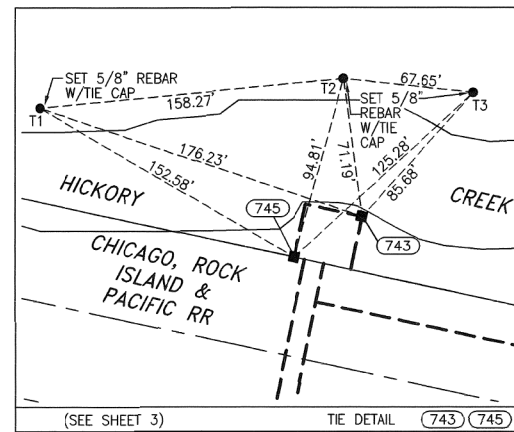 SET 5/8" REBAR
W/TIE CAP
T1
158.27'
T2
67.65'
T3
SET 5/8"
REBAR
W/TIE
CAP
176.23'
152.58'
94.81'
71.19'
125.28'
85.68'
HICKORY
CREEK
745
743
CHICAGO, ROCK
ISLAND &
PACIFIC RR
(SEE SHEET 3)
TIE DETAIL 743 745